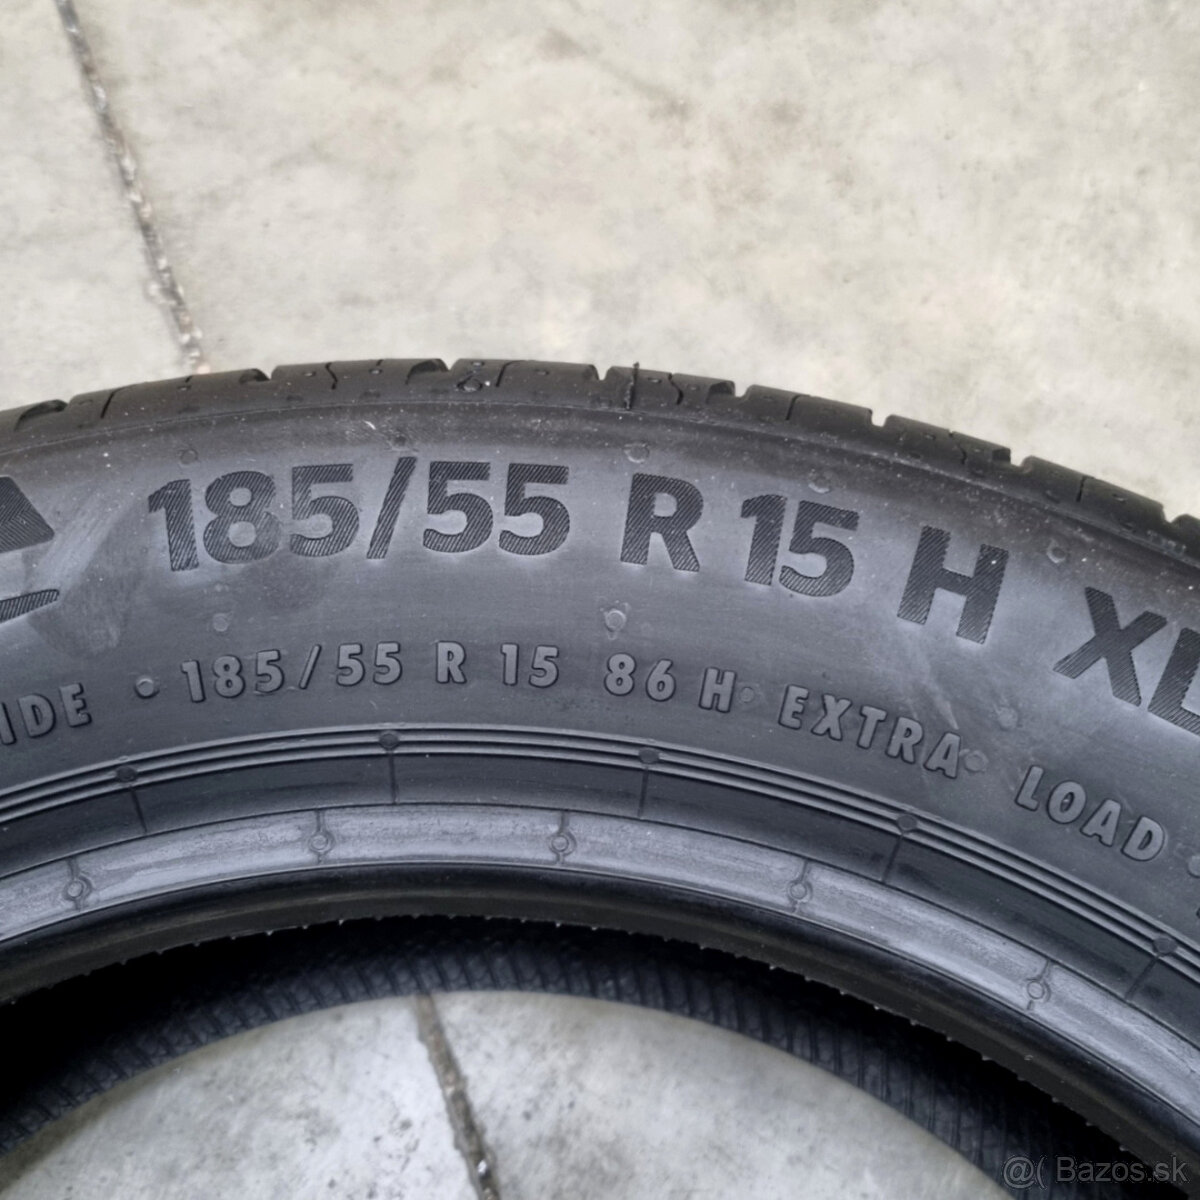 185/55 R 15 H XL
IDE • 185/55 R 15 86 H EXTRA LOAD
@( Bazos.sk